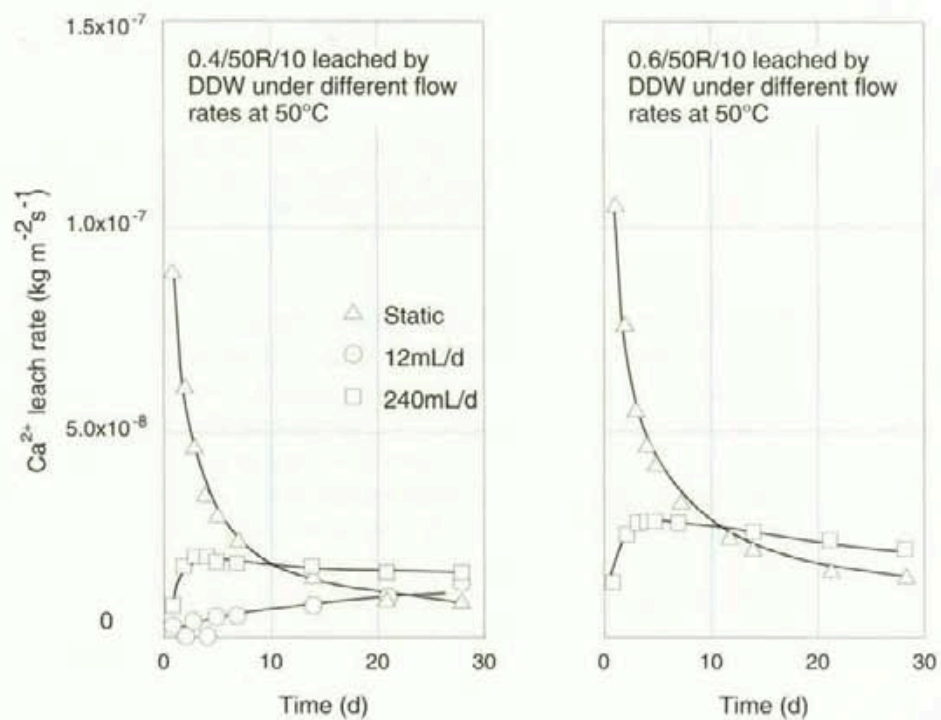 1.5x10-7
1.0x10-7
5.0x10-8
0
Ca2+ leach rate (kg m-2s-1)
0.4/50R/10 leached by
DDW under different flow
rates at 50°C
Static
12mL/d
240mL/d
0 10 20 30
Time (d)
0.6/50R/10 leached by
DDW under different flow
rates at 50°C
0 10 20 30
Time (d)